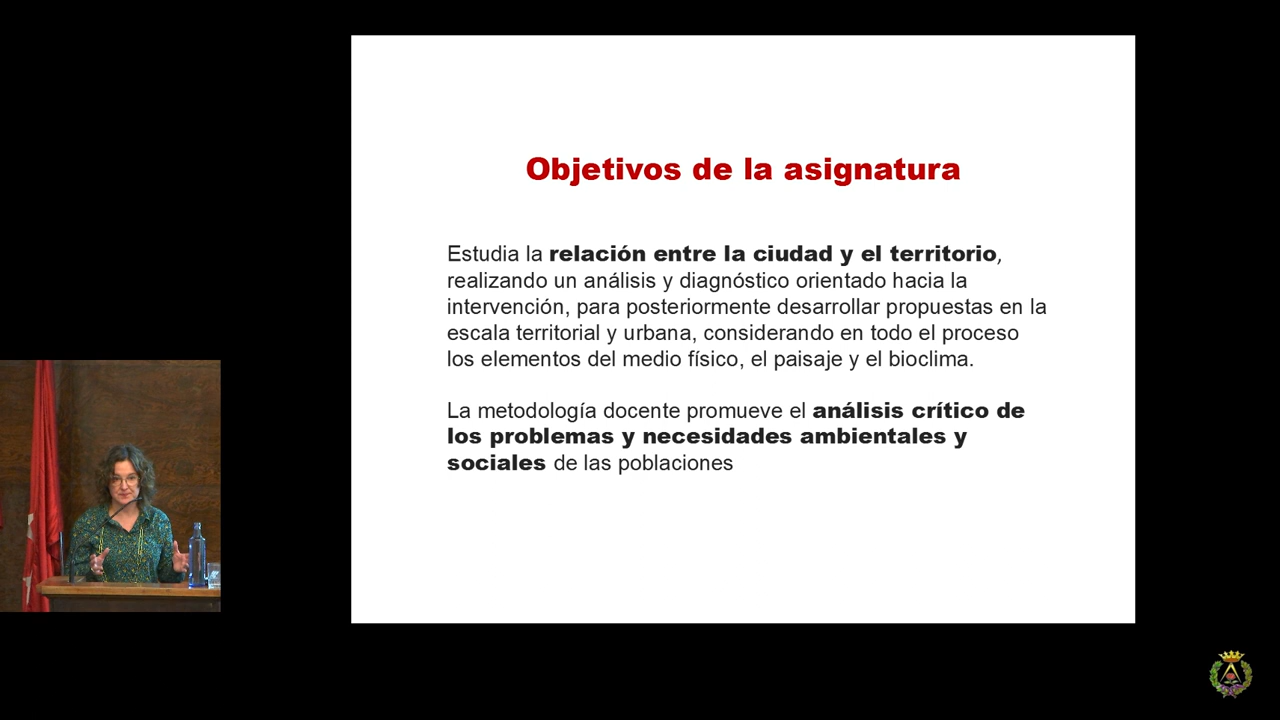 Objetivos de la asignatura
Estudia la relación entre la ciudad y el territorio,
realizando un análisis y diagnóstico orientado hacia la
intervención, para posteriormente desarrollar propuestas en la
escala territorial y urbana, considerando en todo el proceso
los elementos del medio físico, el paisaje y el bioclima.
La metodología docente promueve el análisis crítico de
los problemas y necesidades ambientales y
sociales de las poblaciones